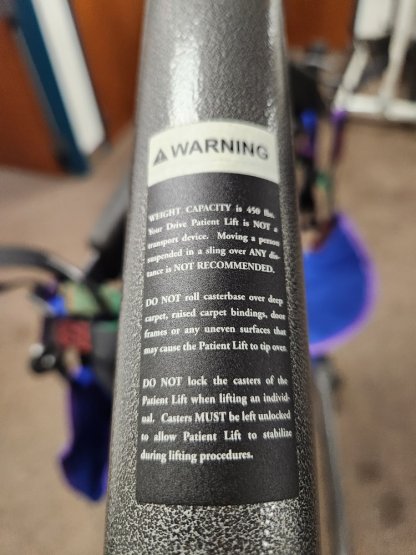 WARNING
WEIGHT CAPACITY is 450 lbs.
Your Drive Patient Lift is NOT a
transport device. Moving a person
suspended in a sling over ANY dis-
tance is NOT RECOMMENDED.
DO NOT roll casterbase over deep
carpet, raised carpet bindings, door
frames or any uneven surfaces that
may cause the Patient Lift to tip over.
DO NOT lock the casters of the
Patient Lift when lifting an individ-
ual. Casters MUST be left unlocked
to allow Patient Lift to stabilize
during lifting procedures.